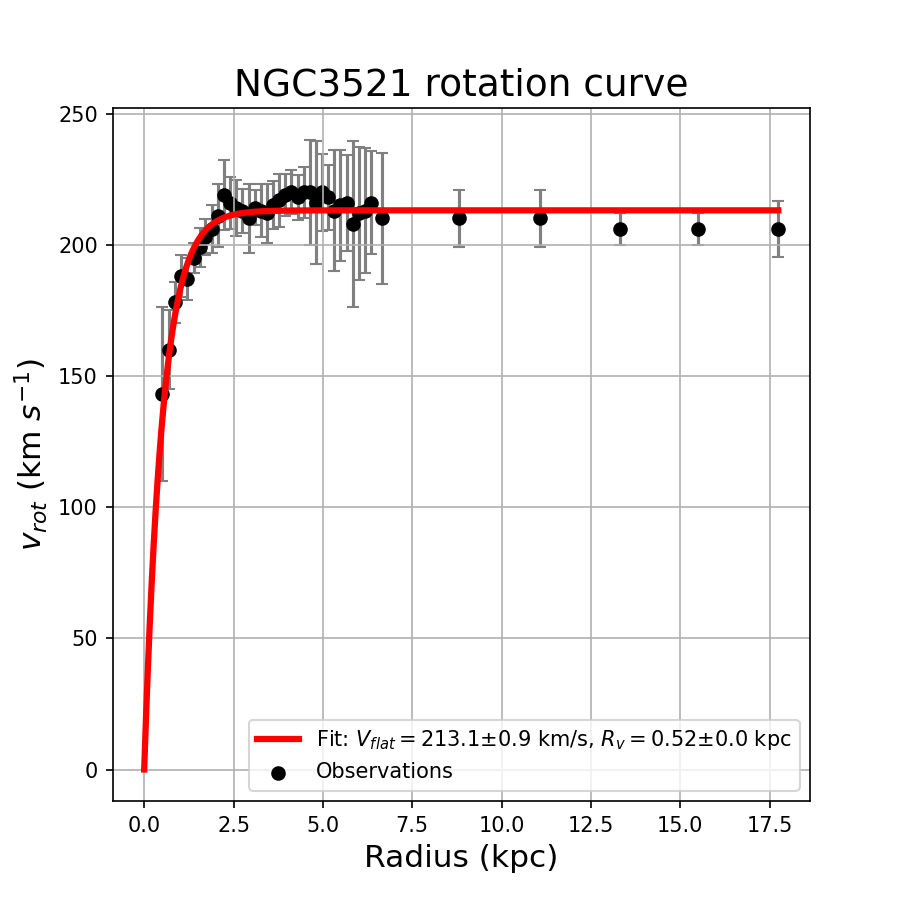 NGC3521 rotation curve
250
200
150
100
50
0
v_rot (km s⁻¹)
Fit: V_flat = 213.1±0.9 km/s, R_v = 0.52±0.0 kpc
Observations
0.0 2.5 5.0 7.5 10.0 12.5 15.0 17.5
Radius (kpc)